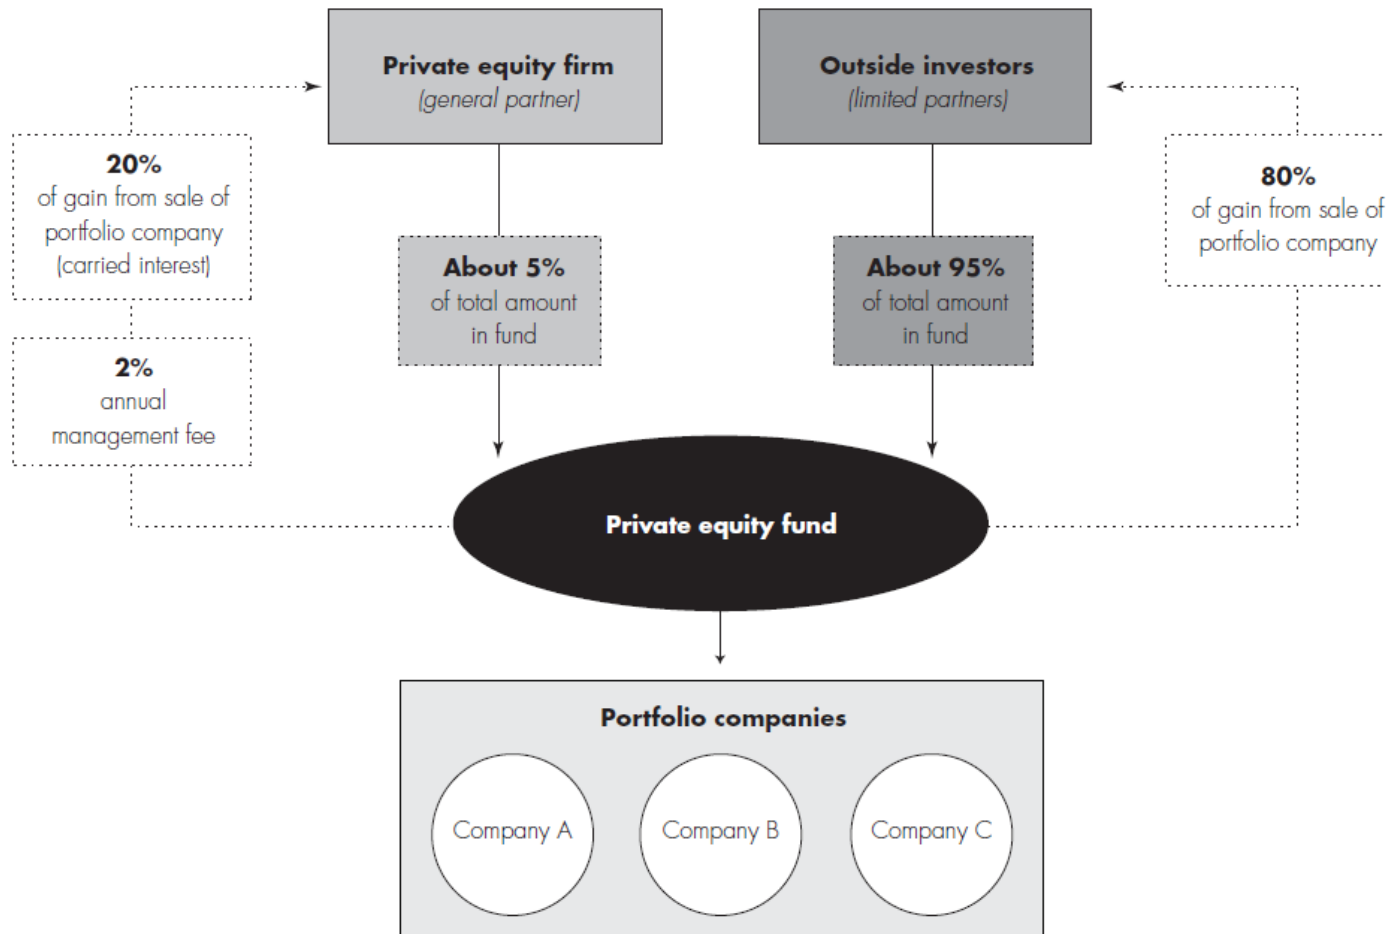 Private equity firm
(general partner)
Outside investors
(limited partners)
20%
of gain from sale of
portfolio company
(carried interest)
80%
of gain from sale of
portfolio company
About 5%
of total amount
in fund
About 95%
of total amount
in fund
2%
annual
management fee
Private equity fund
Portfolio companies
Company A
Company B
Company C